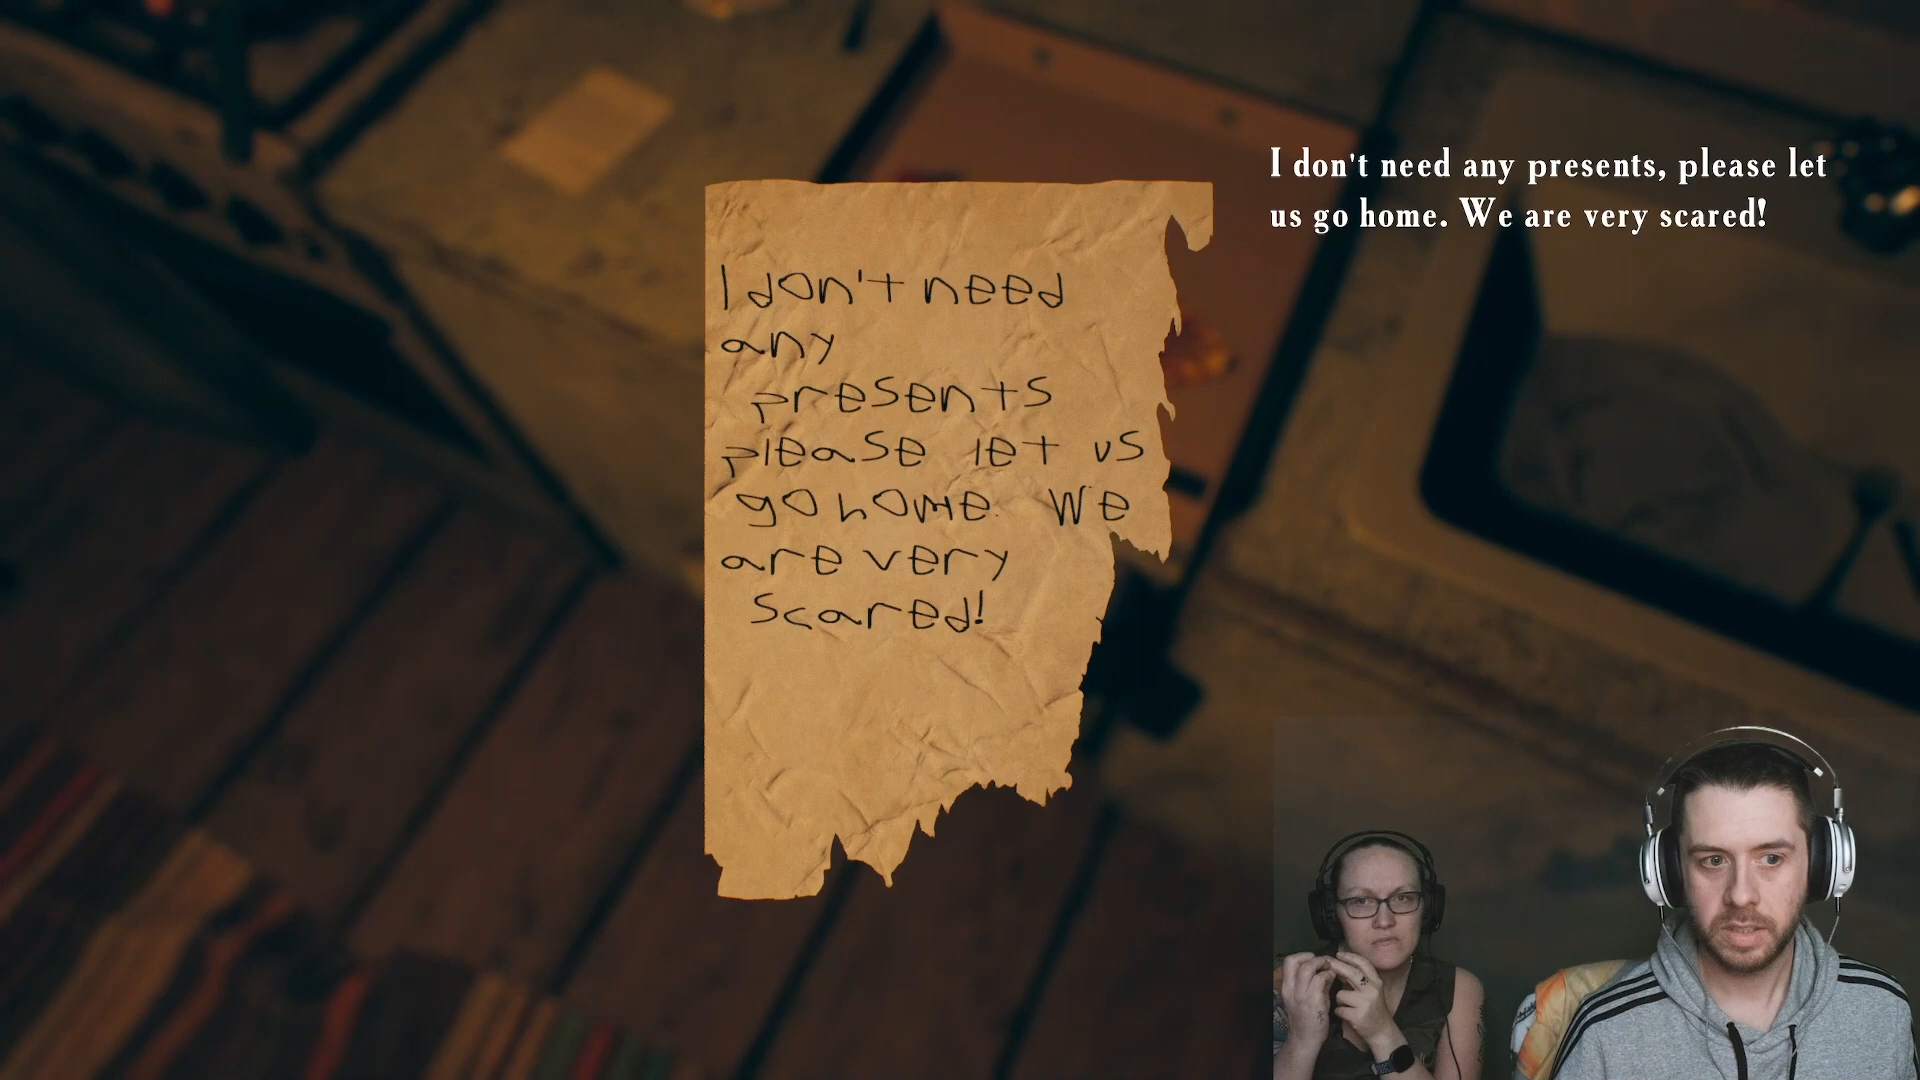 I don't need
any
presents
please let us
go home. We
are very
scared!
I don't need any presents, please let
us go home. We are very scared!